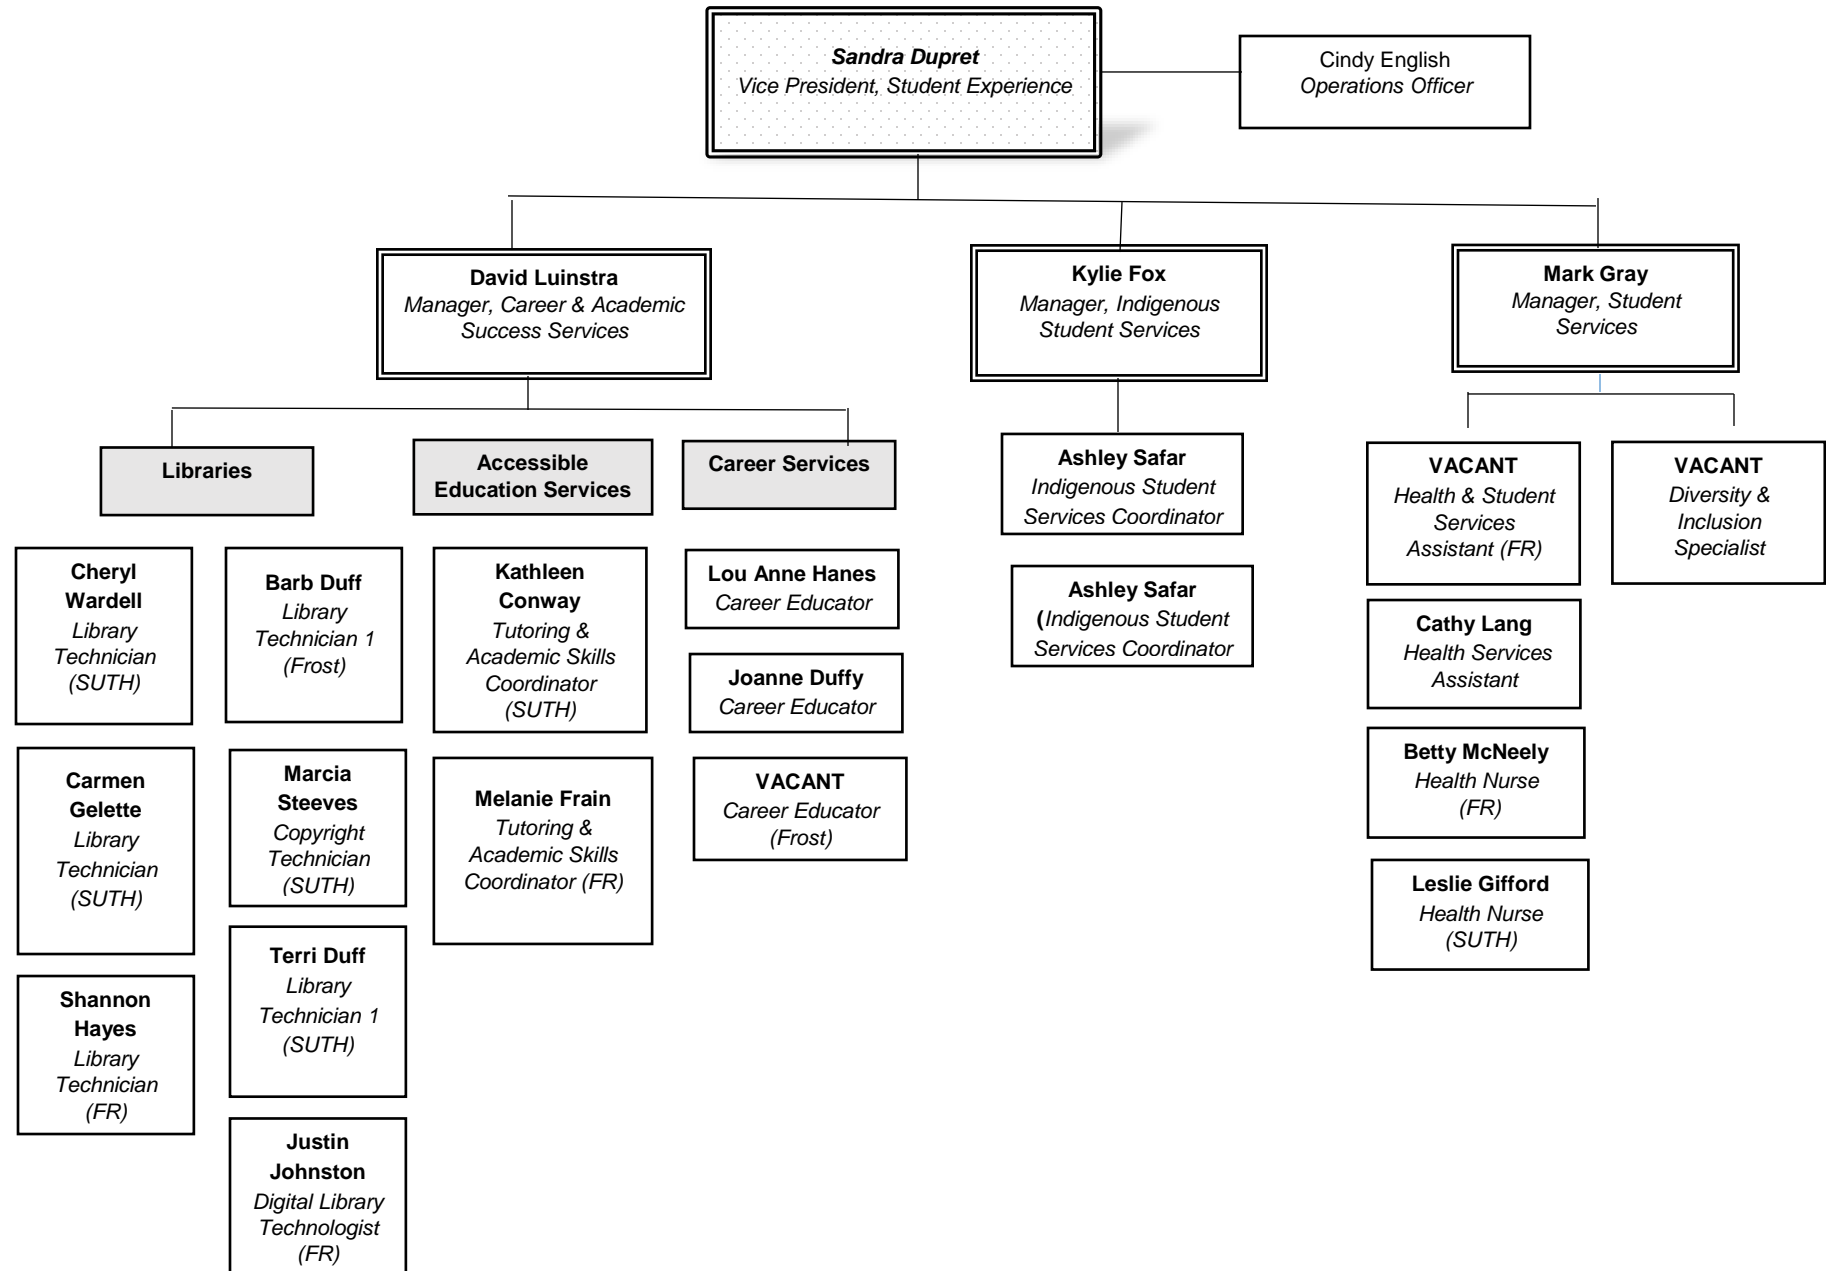 Sandra Dupret
Vice President, Student Experience
Cindy English
Operations Officer
David Luinstra
Manager, Career & Academic
Success Services
Kylie Fox
Manager, Indigenous
Student Services
Mark Gray
Manager, Student
Services
Libraries
Accessible
Education Services
Career Services
Cheryl
Wardell
Library
Technician
(SUTH)
Carmen
Gelette
Library
Technician
(SUTH)
Shannon
Hayes
Library
Technician
(FR)
Barb Duff
Library
Technician 1
(Frost)
Marcia
Steeves
Copyright
Technician
(SUTH)
Terri Duff
Library
Technician 1
(SUTH)
Justin
Johnston
Digital Library
Technologist
(FR)
Kathleen
Conway
Tutoring &
Academic Skills
Coordinator
(SUTH)
Melanie Frain
Tutoring &
Academic Skills
Coordinator (FR)
Lou Anne Hanes
Career Educator
Joanne Duffy
Career Educator
VACANT
Career Educator
(Frost)
Ashley Safar
Indigenous Student
Services Coordinator
Ashley Safar
(Indigenous Student
Services Coordinator
VACANT
Health & Student
Services
Assistant (FR)
Cathy Lang
Health Services
Assistant
Betty McNeely
Health Nurse
(FR)
Leslie Gifford
Health Nurse
(SUTH)
VACANT
Diversity &
Inclusion
Specialist